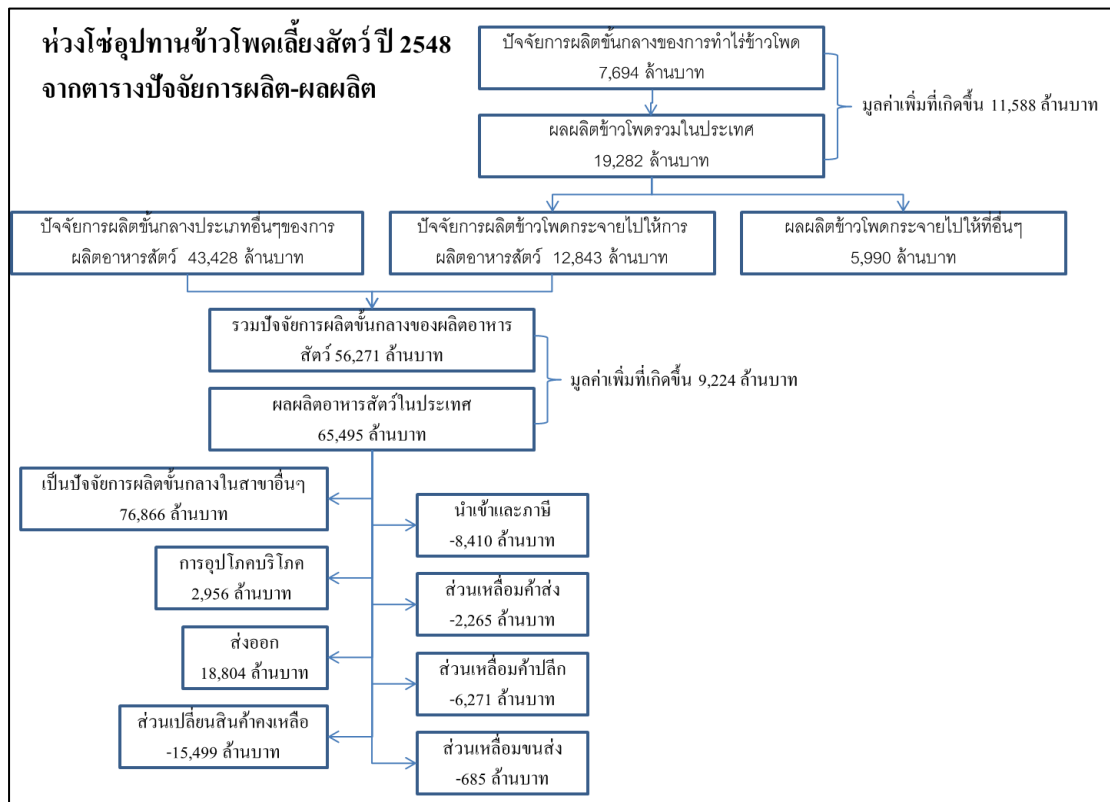 ห่วงโซ่อุปทานข้าวโพดเลี้ยงสัตว์ ปี 2548
จากตารางปัจจัยการผลิต-ผลผลิต
ปัจจัยการผลิตขั้นกลางของการทำไร่ข้าวโพด
7,694 ล้านบาท
มูลค่าเพิ่มที่เกิดขึ้น 11,588 ล้านบาท
ผลผลิตข้าวโพดรวมในประเทศ
19,282 ล้านบาท
ปัจจัยการผลิตขั้นกลางประเภทอื่นๆของการ
ผลิตอาหารสัตว์ 43,428 ล้านบาท
ปัจจัยการผลิตข้าวโพดกระจายไปให้การ
ผลิตอาหารสัตว์ 12,843 ล้านบาท
ผลผลิตข้าวโพดกระจายไปให้ที่อื่นๆ
5,990 ล้านบาท
รวมปัจจัยการผลิตขั้นกลางของผลิตอาหาร
สัตว์ 56,271 ล้านบาท
มูลค่าเพิ่มที่เกิดขึ้น 9,224 ล้านบาท
ผลผลิตอาหารสัตว์ในประเทศ
65,495 ล้านบาท
เป็นปัจจัยการผลิตขั้นกลางในสาขาอื่นๆ
76,866 ล้านบาท
นำเข้าและภาษี
-8,410 ล้านบาท
การอุปโภคบริโภค
2,956 ล้านบาท
ส่วนเหลื่อมค้าส่ง
-2,265 ล้านบาท
ส่งออก
18,804 ล้านบาท
ส่วนเหลื่อมค้าปลีก
-6,271 ล้านบาท
ส่วนเปลี่ยนสินค้าคงเหลือ
-15,499 ล้านบาท
ส่วนเหลื่อมขนส่ง
-685 ล้านบาท